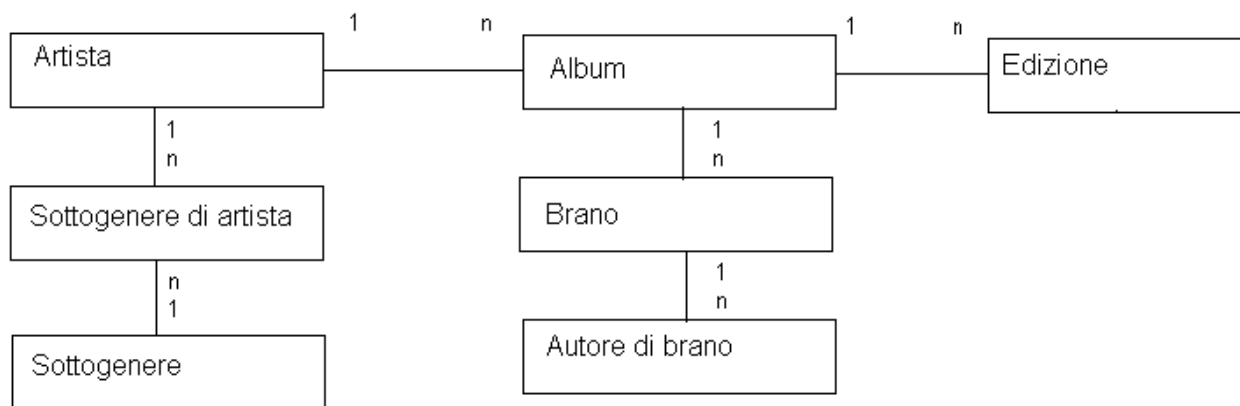 1 n 1 n
Artista Album Edizione
1 1
n n
Sottogenere di artista Brano
n 1
1 n
Sottogenere Autore di brano